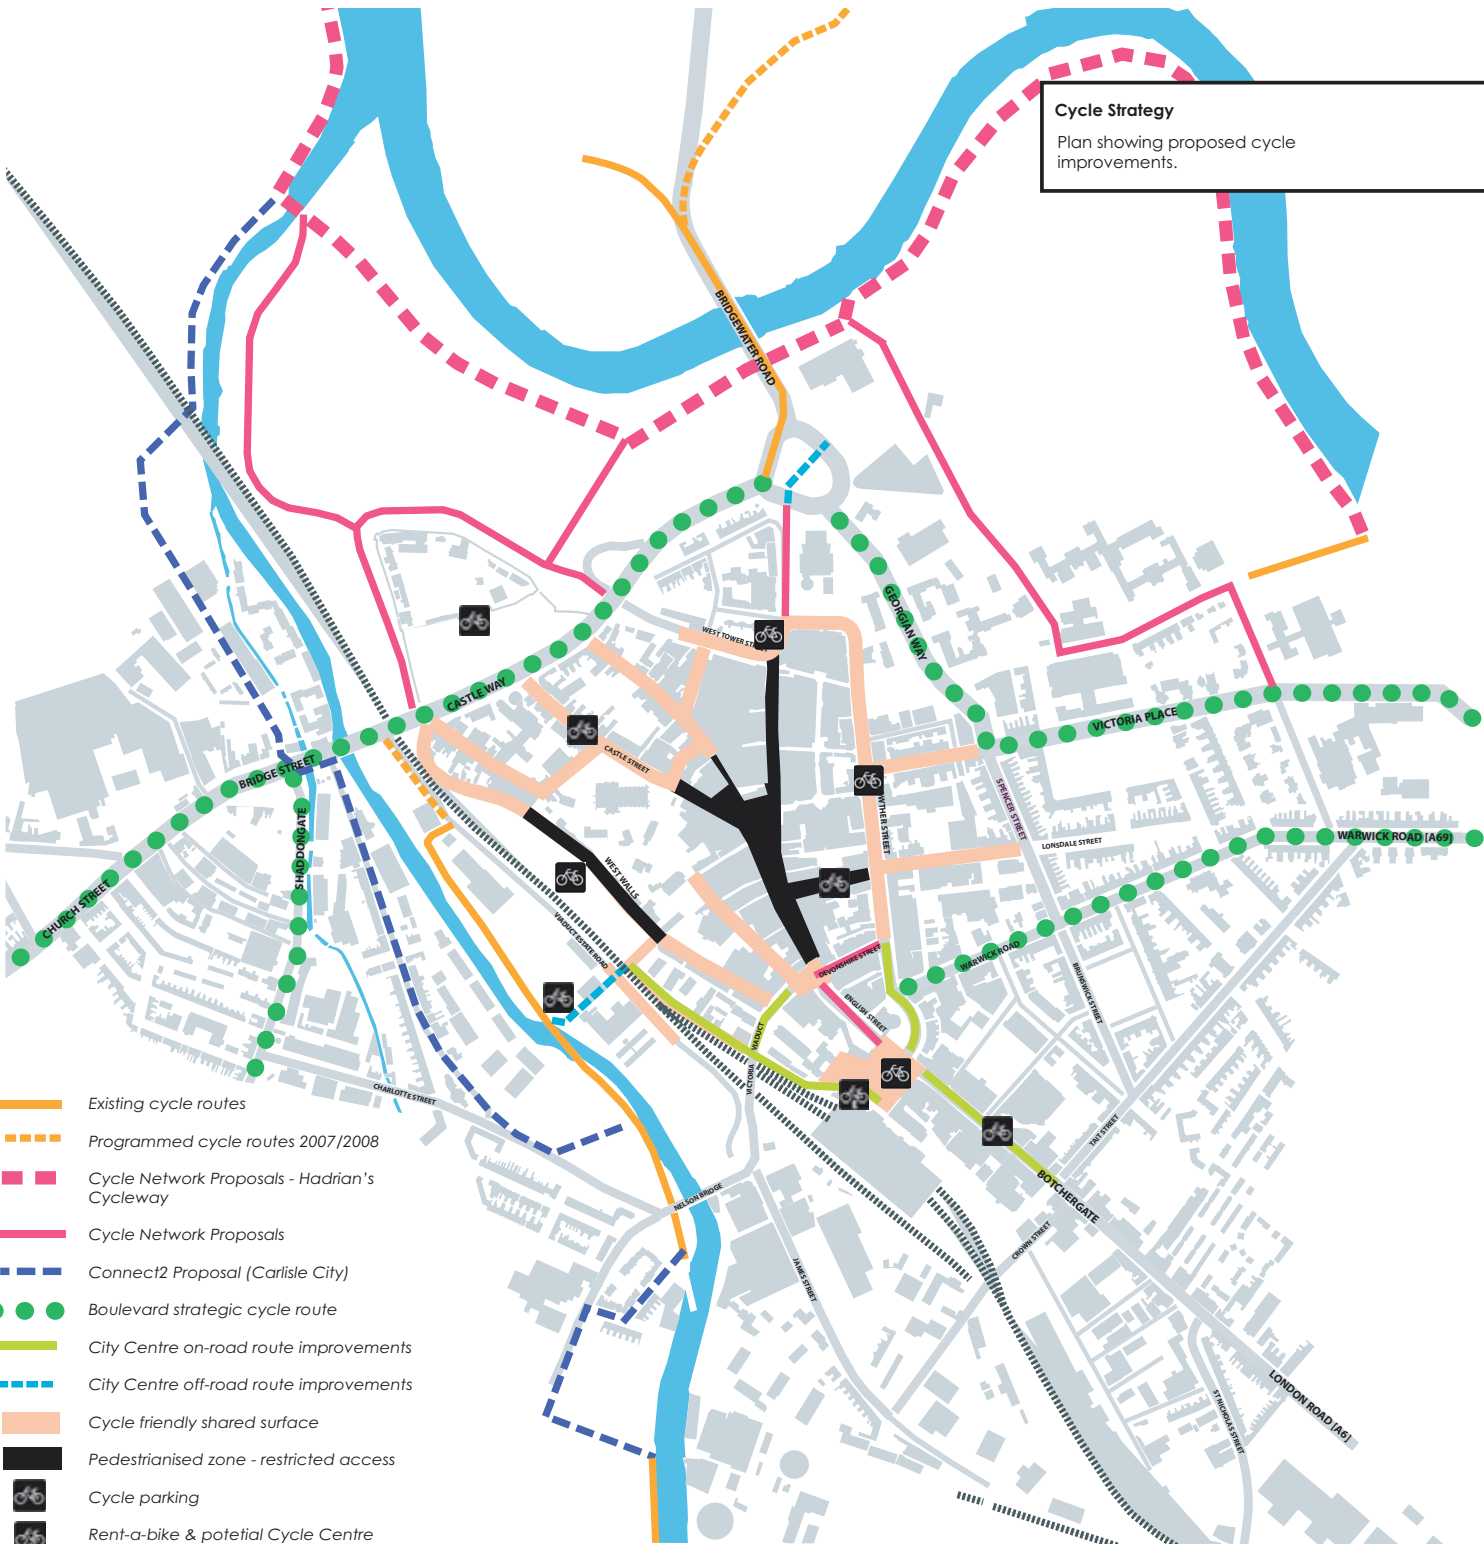 Cycle Strategy
Plan showing proposed cycle
improvements.
BRIDGEWATER ROAD
GEORGIAN WAY
WEST TOWER STREET
CASTLE WAY
VICTORIA PLACE
CASTLE STREET
BRIDGE STREET
SPENCER STREET
WTHER STREET
SHADDONGATE
LONSDALE STREET
WARWICK ROAD [A69]
WEST WALLS
CHURCH STREET
VIADUCT ESTATE ROAD
DEVONSHIRE STREET
WARWICK ROAD
ENGLISH STREET
BRUNSWICK STREET
VICTORIA
VIADUCT
CHARLOTTE STREET
TAIT STREET
BOTCHERGATE
NELSON BRIDGE
CROWN STREET
JAMES STREET
LONDON ROAD [A6]
ST NICHOLAS STREET
Existing cycle routes
Programmed cycle routes 2007/2008
Cycle Network Proposals - Hadrian's
Cycleway
Cycle Network Proposals
Connect2 Proposal (Carlisle City)
Boulevard strategic cycle route
City Centre on-road route improvements
City Centre off-road route improvements
Cycle friendly shared surface
Pedestrianised zone - restricted access
Cycle parking
Rent-a-bike & potetial Cycle Centre